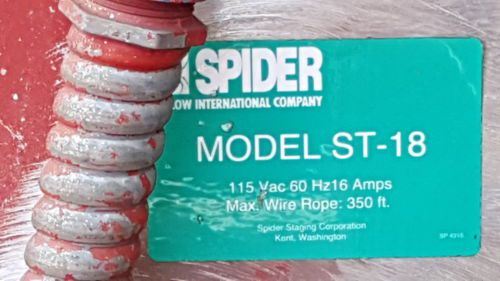 SPIDER
LOW INTERNATIONAL COMPANY
MODEL ST-18
115 Vac 60 Hz16 Amps
Max. Wire Rope: 350 ft.
Spider Staging Corporation
Kent, Washington